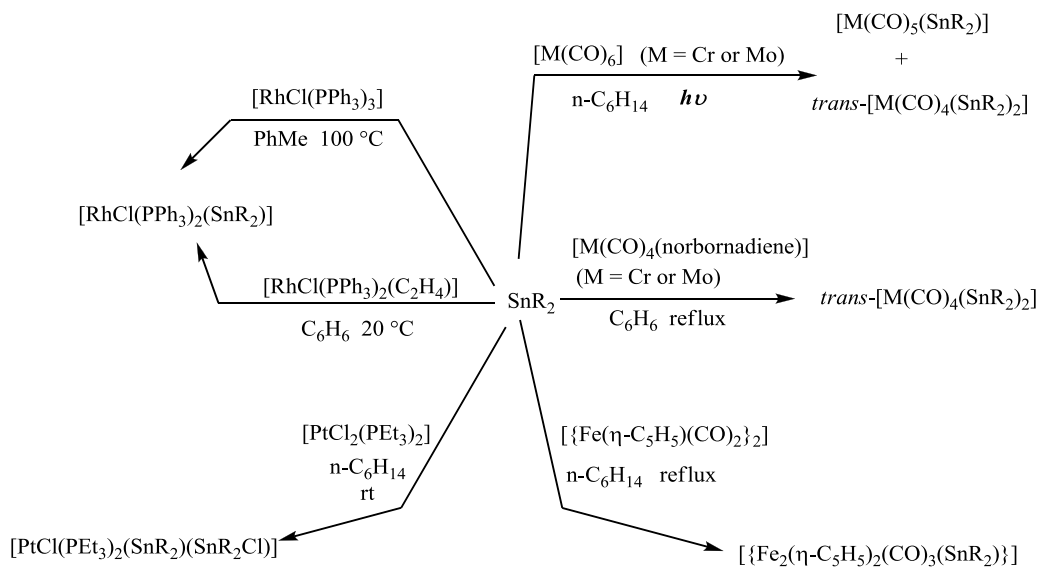 [M(CO)₅(SnR₂)]
+
trans-[M(CO)₄(SnR₂)₂]
[M(CO)₆] (M = Cr or Mo)
n-C₆H₁₄ hυ
[RhCl(PPh₃)₃]
PhMe 100 °C
[RhCl(PPh₃)₂(SnR₂)]
[RhCl(PPh₃)₂(C₂H₄)]
C₆H₆ 20 °C
SnR₂
[M(CO)₄(norbornadiene)]
(M = Cr or Mo)
C₆H₆ reflux
trans-[M(CO)₄(SnR₂)₂]
[PtCl₂(PEt₃)₂]
n-C₆H₁₄
rt
[PtCl(PEt₃)₂(SnR₂)(SnR₂Cl)]
[{Fe(η-C₅H₅)(CO)₂}₂]
n-C₆H₁₄ reflux
[{Fe₂(η-C₅H₅)₂(CO)₃(SnR₂)}]